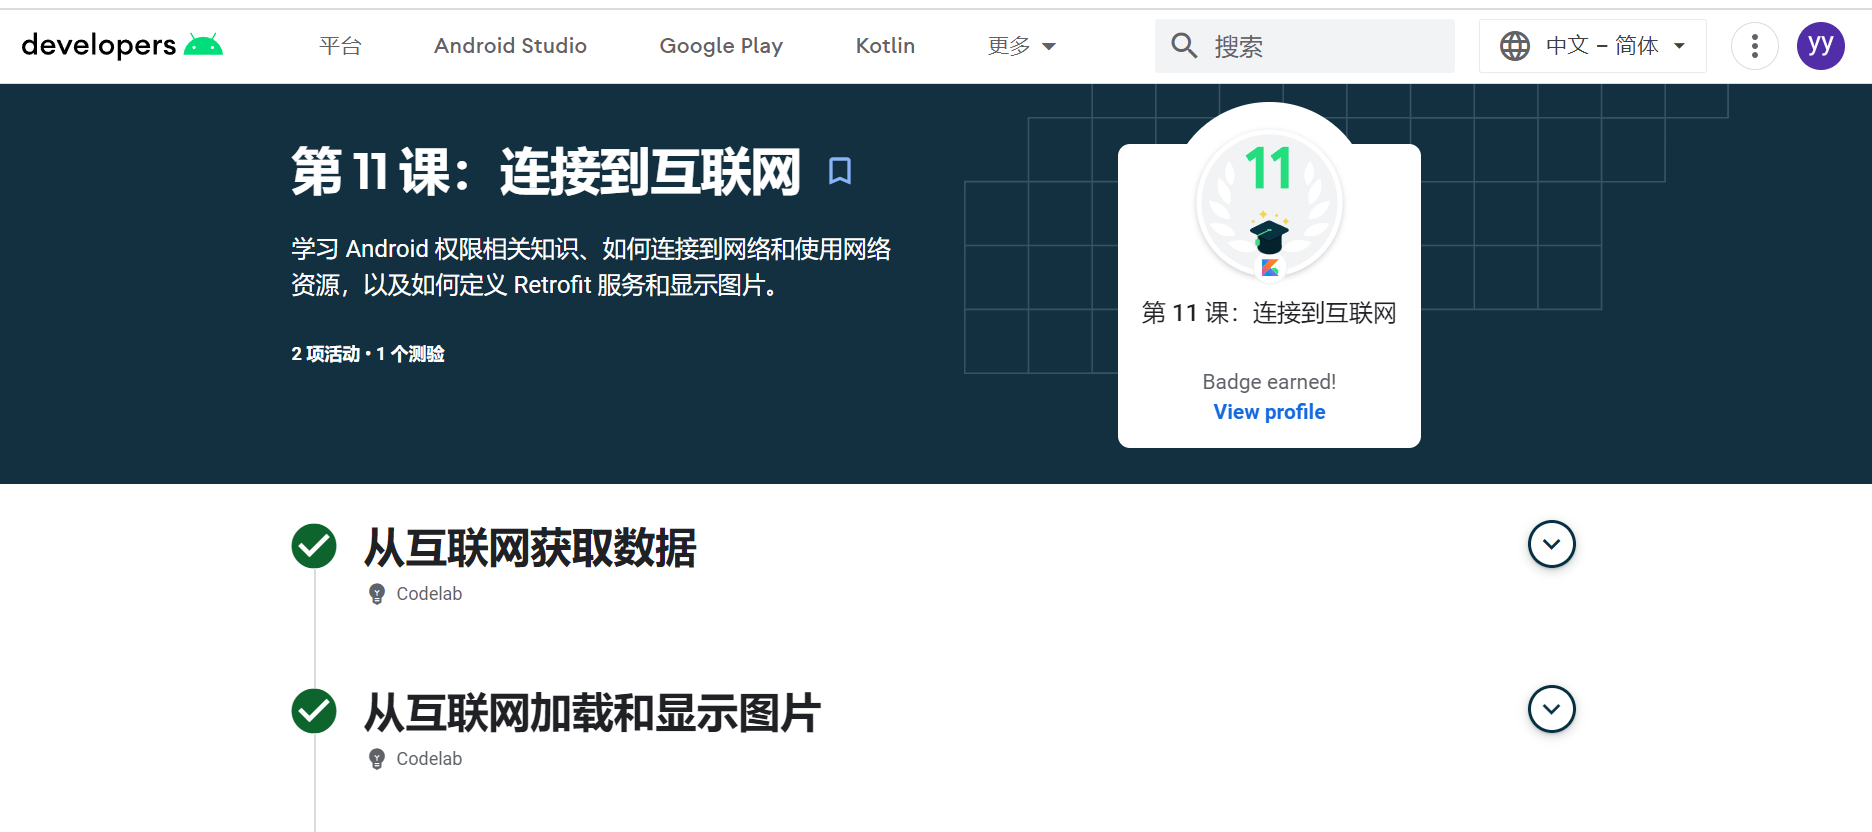 developers
平台
Android Studio
Google Play
Kotlin
更多
搜索
中文 – 简体
yy
第 11 课：连接到互联网
学习 Android 权限相关知识、如何连接到网络和使用网络
资源，以及如何定义 Retrofit 服务和显示图片。
2 项活动 • 1 个测验
11
第 11 课：连接到互联网
Badge earned!
View profile
从互联网获取数据
Codelab
从互联网加载和显示图片
Codelab